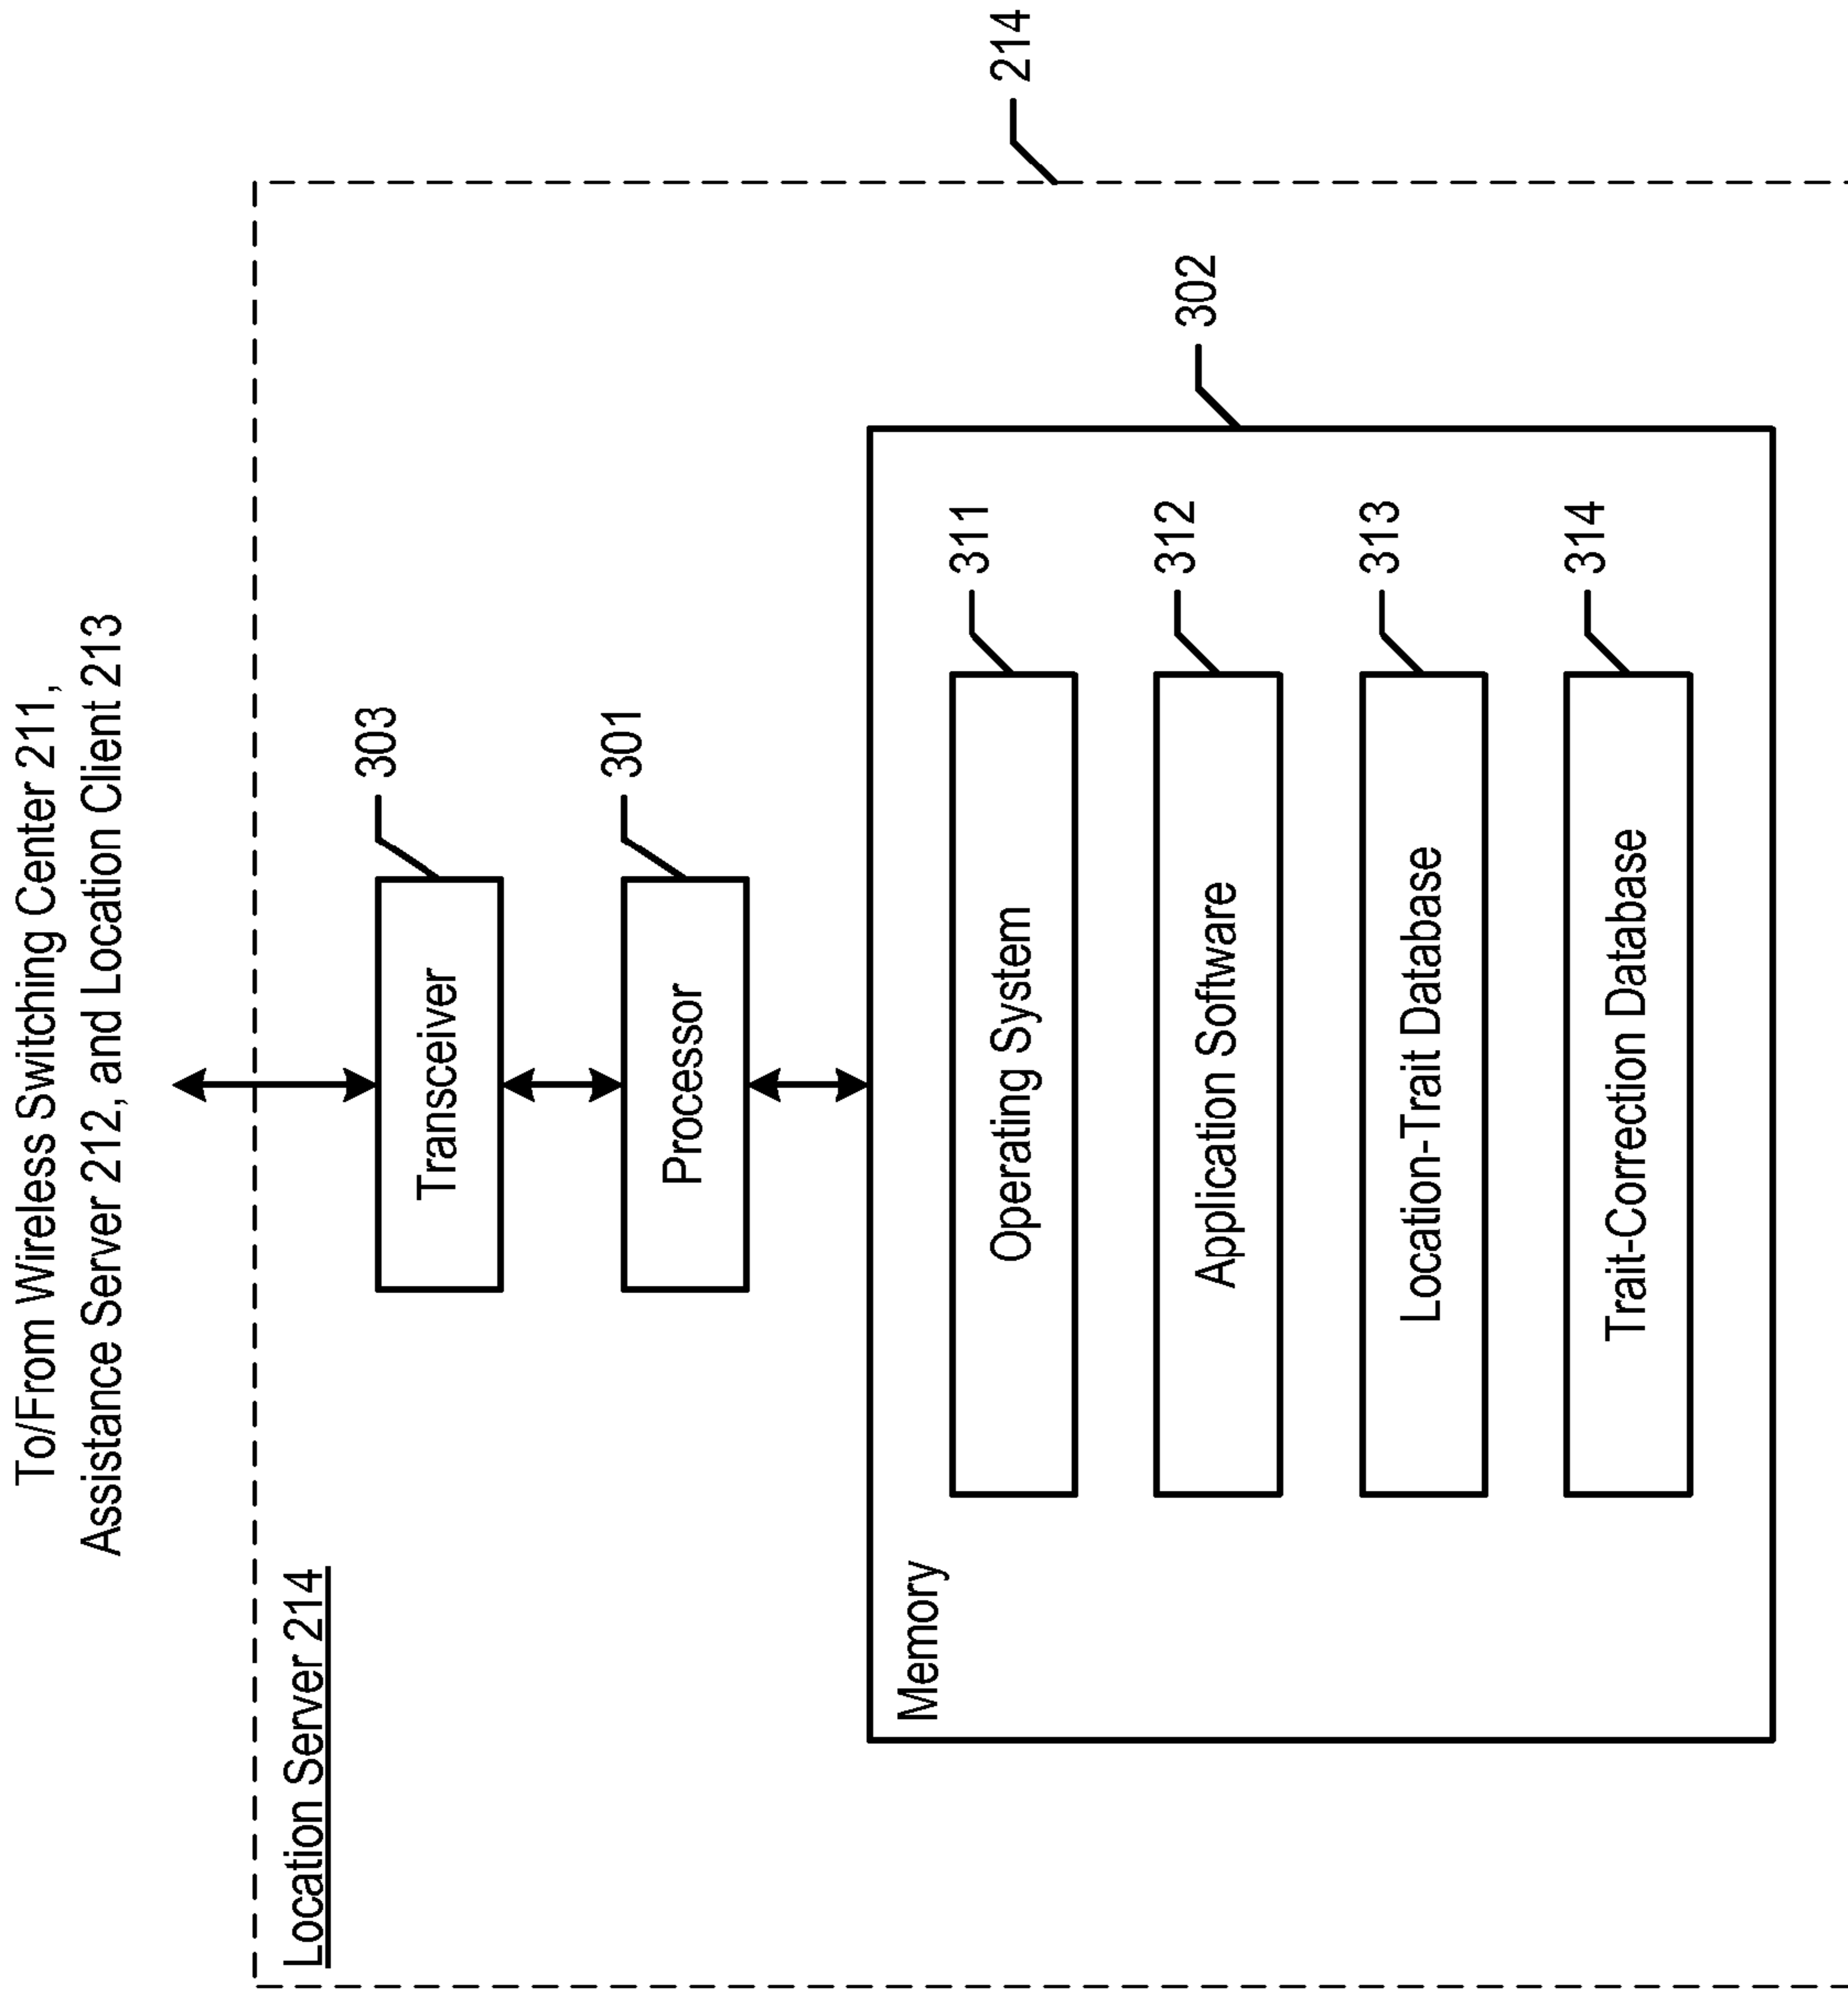 To/From Wireless Switching Center 211,
Assistance Server 212, and Location Client 213
Location Server 214
214
Transceiver
303
Processor
301
Memory
302
Operating System
311
Application Software
312
Location-Trait Database
313
Trait-Correction Database
314